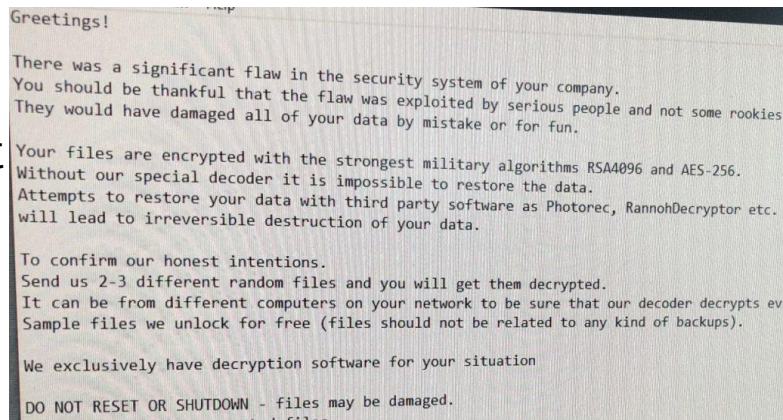 Greetings!
There was a significant flaw in the security system of your company.
You should be thankful that the flaw was exploited by serious people and not some rookies
They would have damaged all of your data by mistake or for fun.
Your files are encrypted with the strongest military algorithms RSA4096 and AES-256.
Without our special decoder it is impossible to restore the data.
Attempts to restore your data with third party software as Photorec, RannohDecryptor etc.
will lead to irreversible destruction of your data.
To confirm our honest intentions.
Send us 2-3 different random files and you will get them decrypted.
It can be from different computers on your network to be sure that our decoder decrypts
Sample files we unlock for free (files should not be related to any kind of backups).
We exclusively have decryption software for your situation
DO NOT RESET OR SHUTDOWN - files may be damaged.